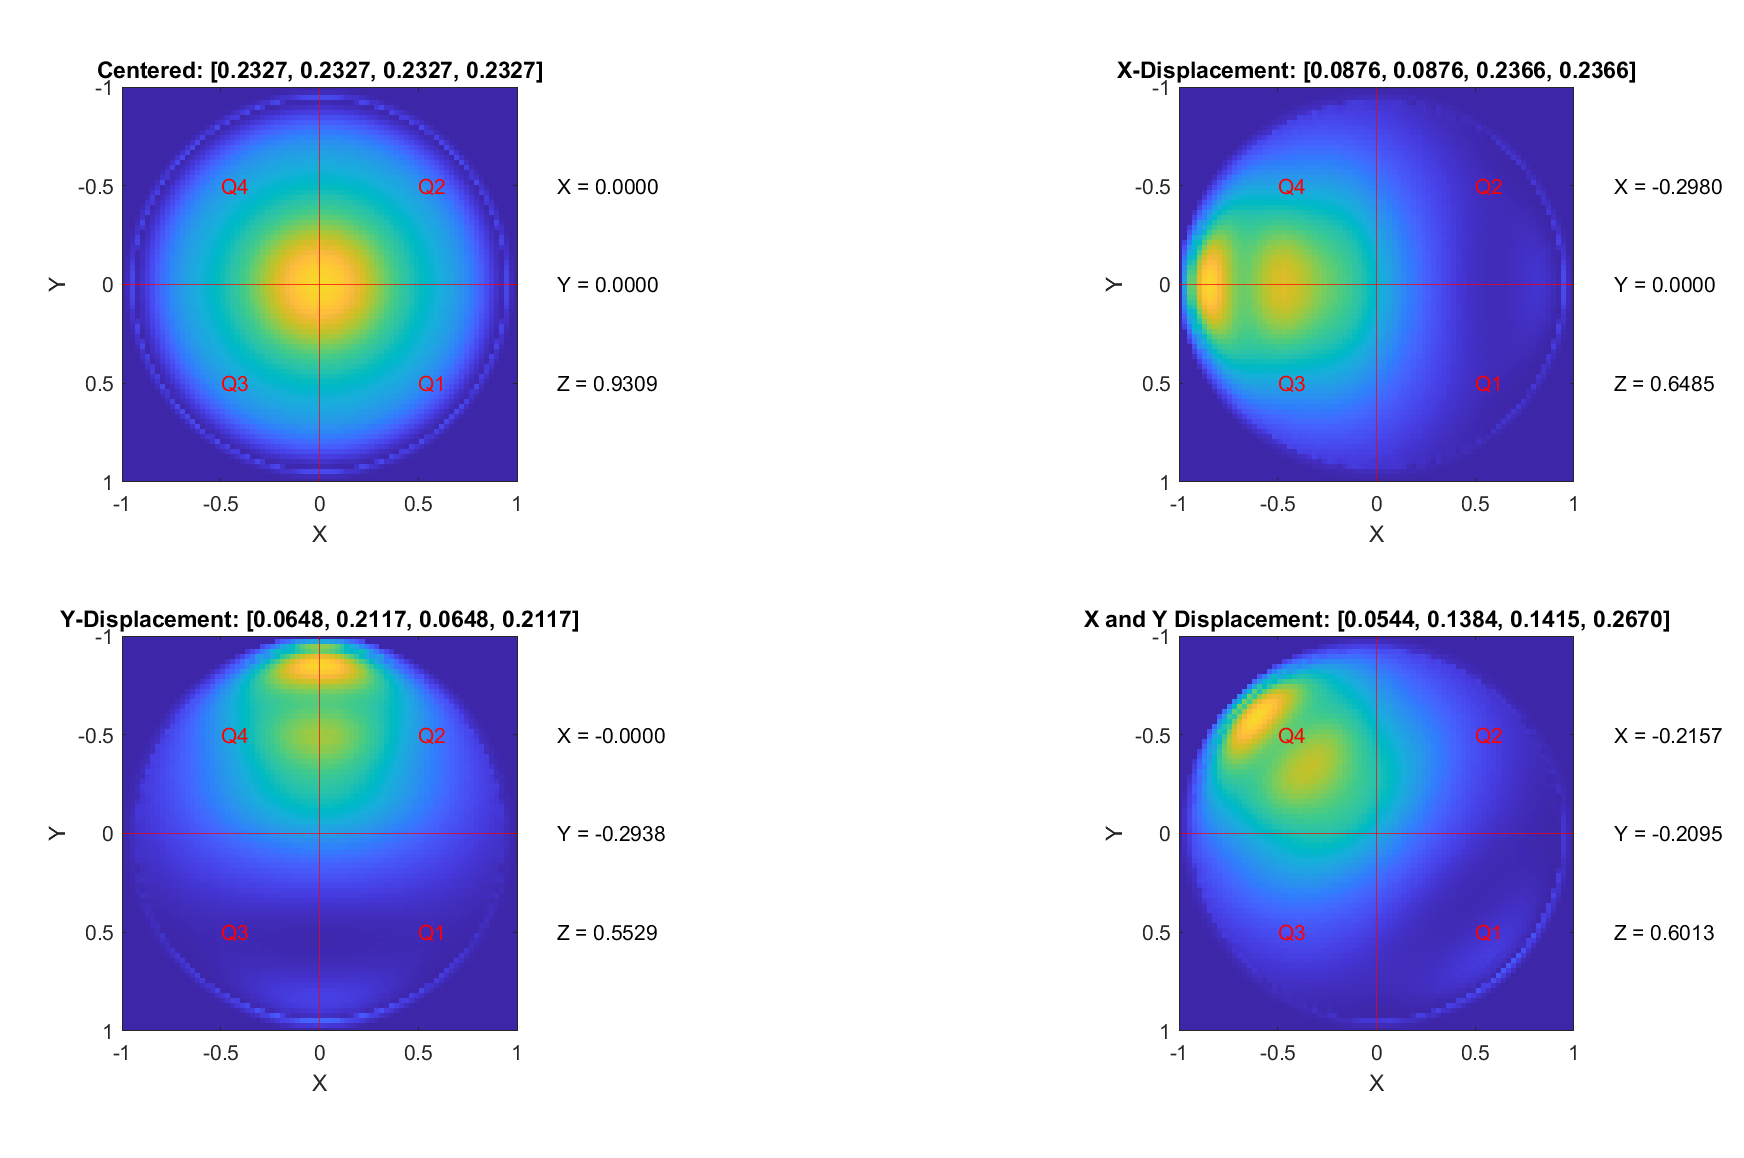 Centered: [0.2327, 0.2327, 0.2327, 0.2327]
-1
-0.5
0
0.5
1
Y
Q4
Q2
Q3
Q1
-1
-0.5
0
0.5
1
X
X = 0.0000
Y = 0.0000
Z = 0.9309
X-Displacement: [0.0876, 0.0876, 0.2366, 0.2366]
-1
-0.5
0
0.5
1
Y
Q4
Q2
Q3
Q1
-1
-0.5
0
0.5
1
X
X = -0.2980
Y = 0.0000
Z = 0.6485
Y-Displacement: [0.0648, 0.2117, 0.0648, 0.2117]
-1
-0.5
0
0.5
1
Y
Q4
Q2
Q3
Q1
-1
-0.5
0
0.5
1
X
X = -0.0000
Y = -0.2938
Z = 0.5529
X and Y Displacement: [0.0544, 0.1384, 0.1415, 0.2670]
-1
-0.5
0
0.5
1
Y
Q4
Q2
Q3
Q1
-1
-0.5
0
0.5
1
X
X = -0.2157
Y = -0.2095
Z = 0.6013